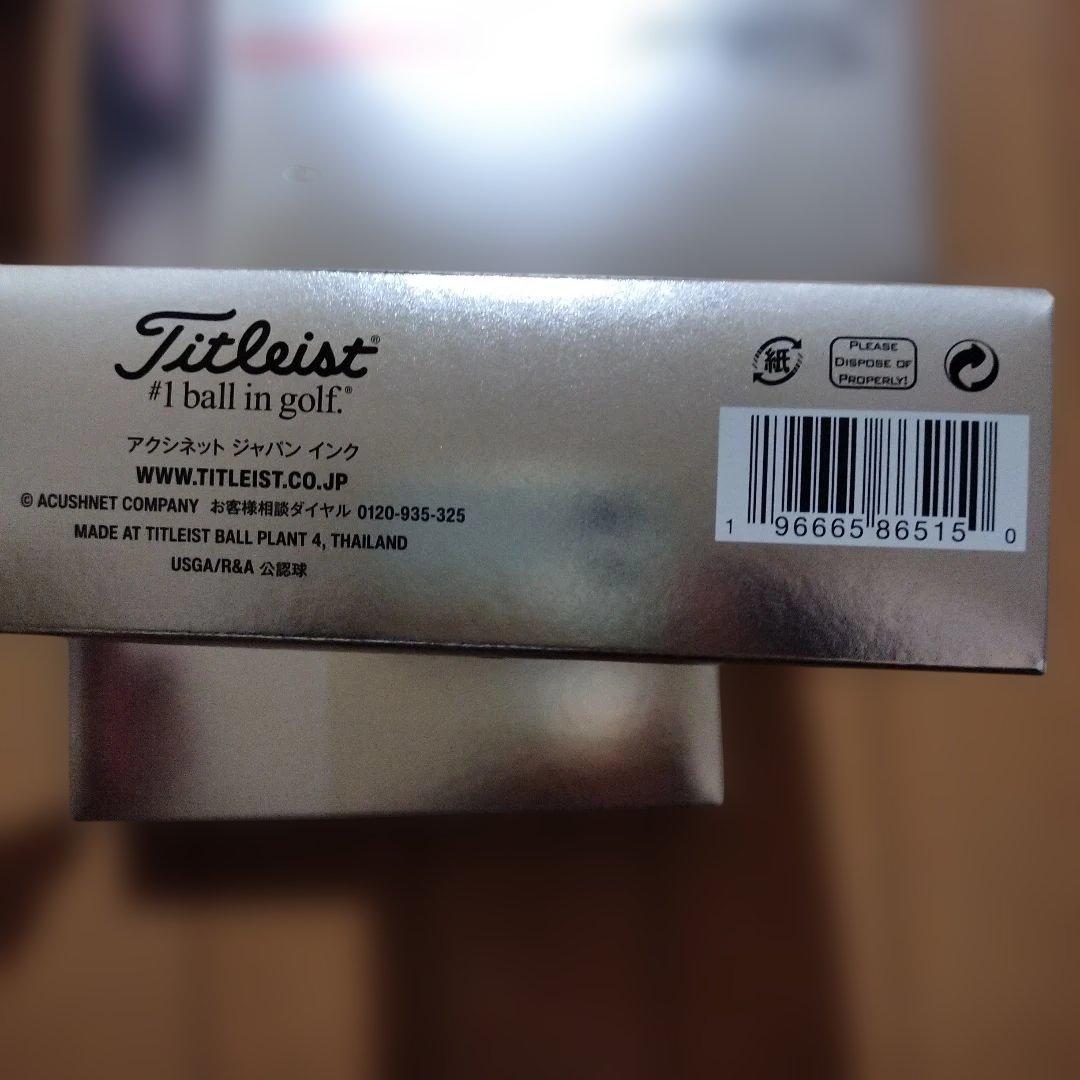 Titleist®
#1 ball in golf.®
アクシネット ジャパン インク
WWW.TITLEIST.CO.JP
© ACUSHNET COMPANY お客様相談ダイヤル 0120-935-325
MADE AT TITLEIST BALL PLANT 4, THAILAND
USGA/R&A 公認球
紙
PLEASE
DISPOSE OF
PROPERLY!
1 96665 86515 0